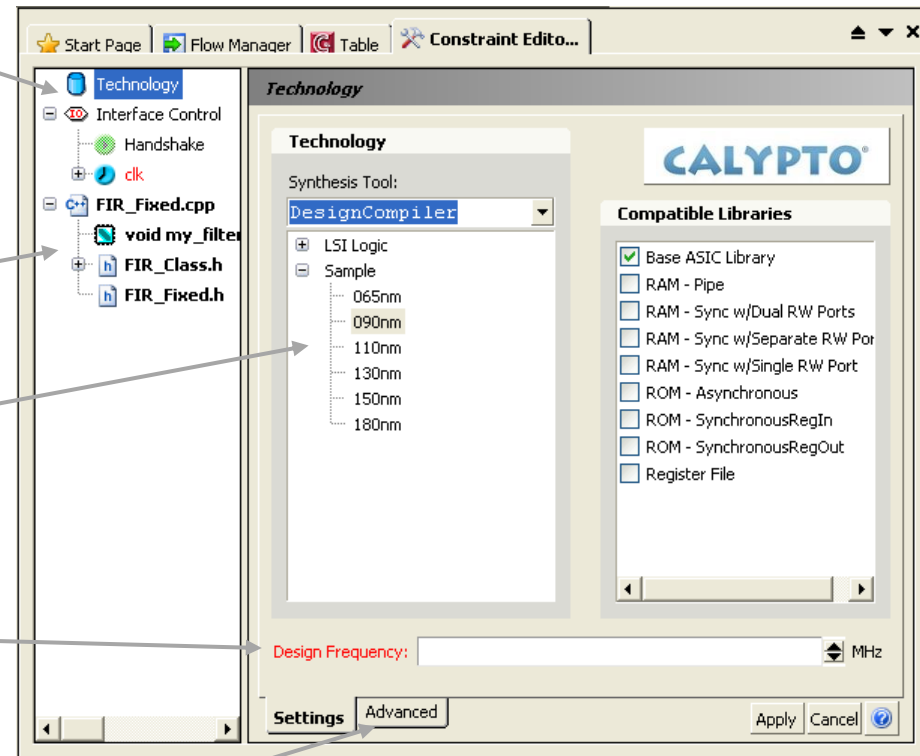 Start Page Flow Manager Table Constraint Edito...
Technology
Interface Control
Handshake
clk
FIR_Fixed.cpp
void my_filter
FIR_Class.h
FIR_Fixed.h
Technology
Technology
Synthesis Tool:
DesignCompiler
LSI Logic
Sample
065nm
090nm
110nm
130nm
150nm
180nm
CALYPTO®
Compatible Libraries
Base ASIC Library
RAM - Pipe
RAM - Sync w/Dual RW Ports
RAM - Sync w/Separate RW Por
RAM - Sync w/Single RW Port
ROM - Asynchronous
ROM - SynchronousRegIn
ROM - SynchronousRegOut
Register File
Design Frequency: MHz
Settings Advanced Apply Cancel